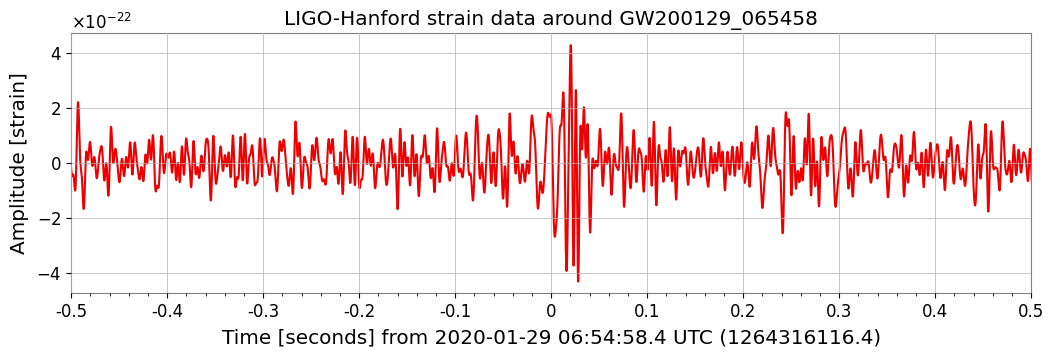 LIGO-Hanford strain data around GW200129_065458
×10⁻²²
Amplitude [strain]
4
2
0
−2
−4
-0.5 -0.4 -0.3 -0.2 -0.1 0 0.1 0.2 0.3 0.4 0.5
Time [seconds] from 2020-01-29 06:54:58.4 UTC (1264316116.4)